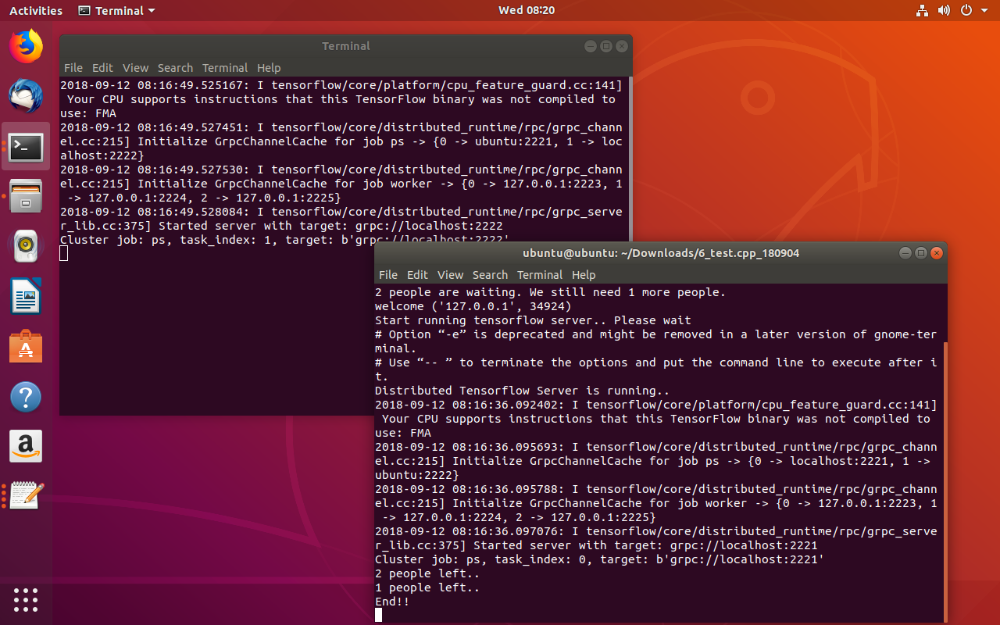 Activities Terminal Wed 08:20
Terminal
File Edit View Search Terminal Help
2018-09-12 08:16:49.525167: I tensorflow/core/platform/cpu_feature_guard.cc:141]
Your CPU supports instructions that this TensorFlow binary was not compiled to
use: FMA
2018-09-12 08:16:49.527451: I tensorflow/core/distributed_runtime/rpc/grpc_chann
el.cc:215] Initialize GrpcChannelCache for job ps -> {0 -> ubuntu:2221, 1 -> loc
alhost:2222}
2018-09-12 08:16:49.527530: I tensorflow/core/distributed_runtime/rpc/grpc_chann
el.cc:215] Initialize GrpcChannelCache for job worker -> {0 -> 127.0.0.1:2223, 1
-> 127.0.0.1:2224, 2 -> 127.0.0.1:2225}
2018-09-12 08:16:49.528084: I tensorflow/core/distributed_runtime/rpc/grpc_serve
r_lib.cc:375] Started server with target: grpc://localhost:2222
Cluster job: ps, task_index: 1, target: b'grpc://localhost:2222'
ubuntu@ubuntu: ~/Downloads/6_test.cpp_180904
File Edit View Search Terminal Help
2 people are waiting. We still need 1 more people.
welcome ('127.0.0.1', 34924)
Start running tensorflow server.. Please wait
# Option “-e” is deprecated and might be removed in a later version of gnome-ter
minal.
# Use “-- ” to terminate the options and put the command line to execute after i
t.
Distributed Tensorflow Server is running..
2018-09-12 08:16:36.092402: I tensorflow/core/platform/cpu_feature_guard.cc:141]
Your CPU supports instructions that this TensorFlow binary was not compiled to
use: FMA
2018-09-12 08:16:36.095693: I tensorflow/core/distributed_runtime/rpc/grpc_chann
el.cc:215] Initialize GrpcChannelCache for job ps -> {0 -> localhost:2221, 1 ->
ubuntu:2222}
2018-09-12 08:16:36.095788: I tensorflow/core/distributed_runtime/rpc/grpc_chann
el.cc:215] Initialize GrpcChannelCache for job worker -> {0 -> 127.0.0.1:2223, 1
-> 127.0.0.1:2224, 2 -> 127.0.0.1:2225}
2018-09-12 08:16:36.097076: I tensorflow/core/distributed_runtime/rpc/grpc_serve
r_lib.cc:375] Started server with target: grpc://localhost:2221
Cluster job: ps, task_index: 0, target: b'grpc://localhost:2221'
2 people left..
1 people left..
End!!